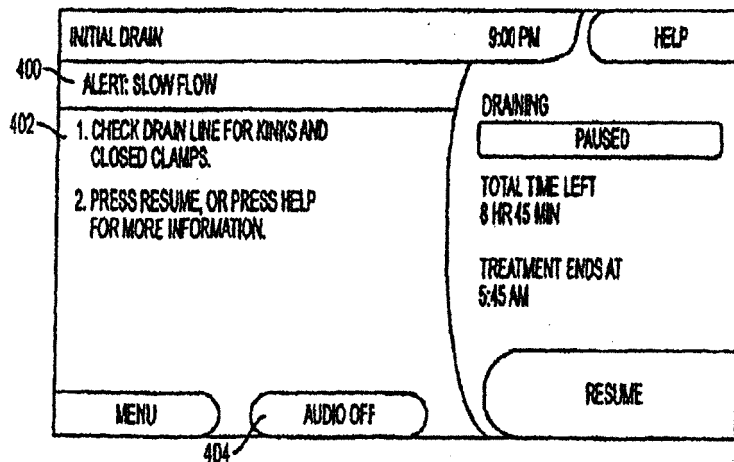 INITIAL DRAIN
9:00 PM
HELP
400
ALERT: SLOW FLOW
402
1. CHECK DRAIN LINE FOR KINKS AND
CLOSED CLAMPS.
2. PRESS RESUME, OR PRESS HELP
FOR MORE INFORMATION.
DRAINING
PAUSED
TOTAL TIME LEFT
8 HR 45 MIN
TREATMENT ENDS AT
5:45 AM
MENU
AUDIO OFF
404
RESUME